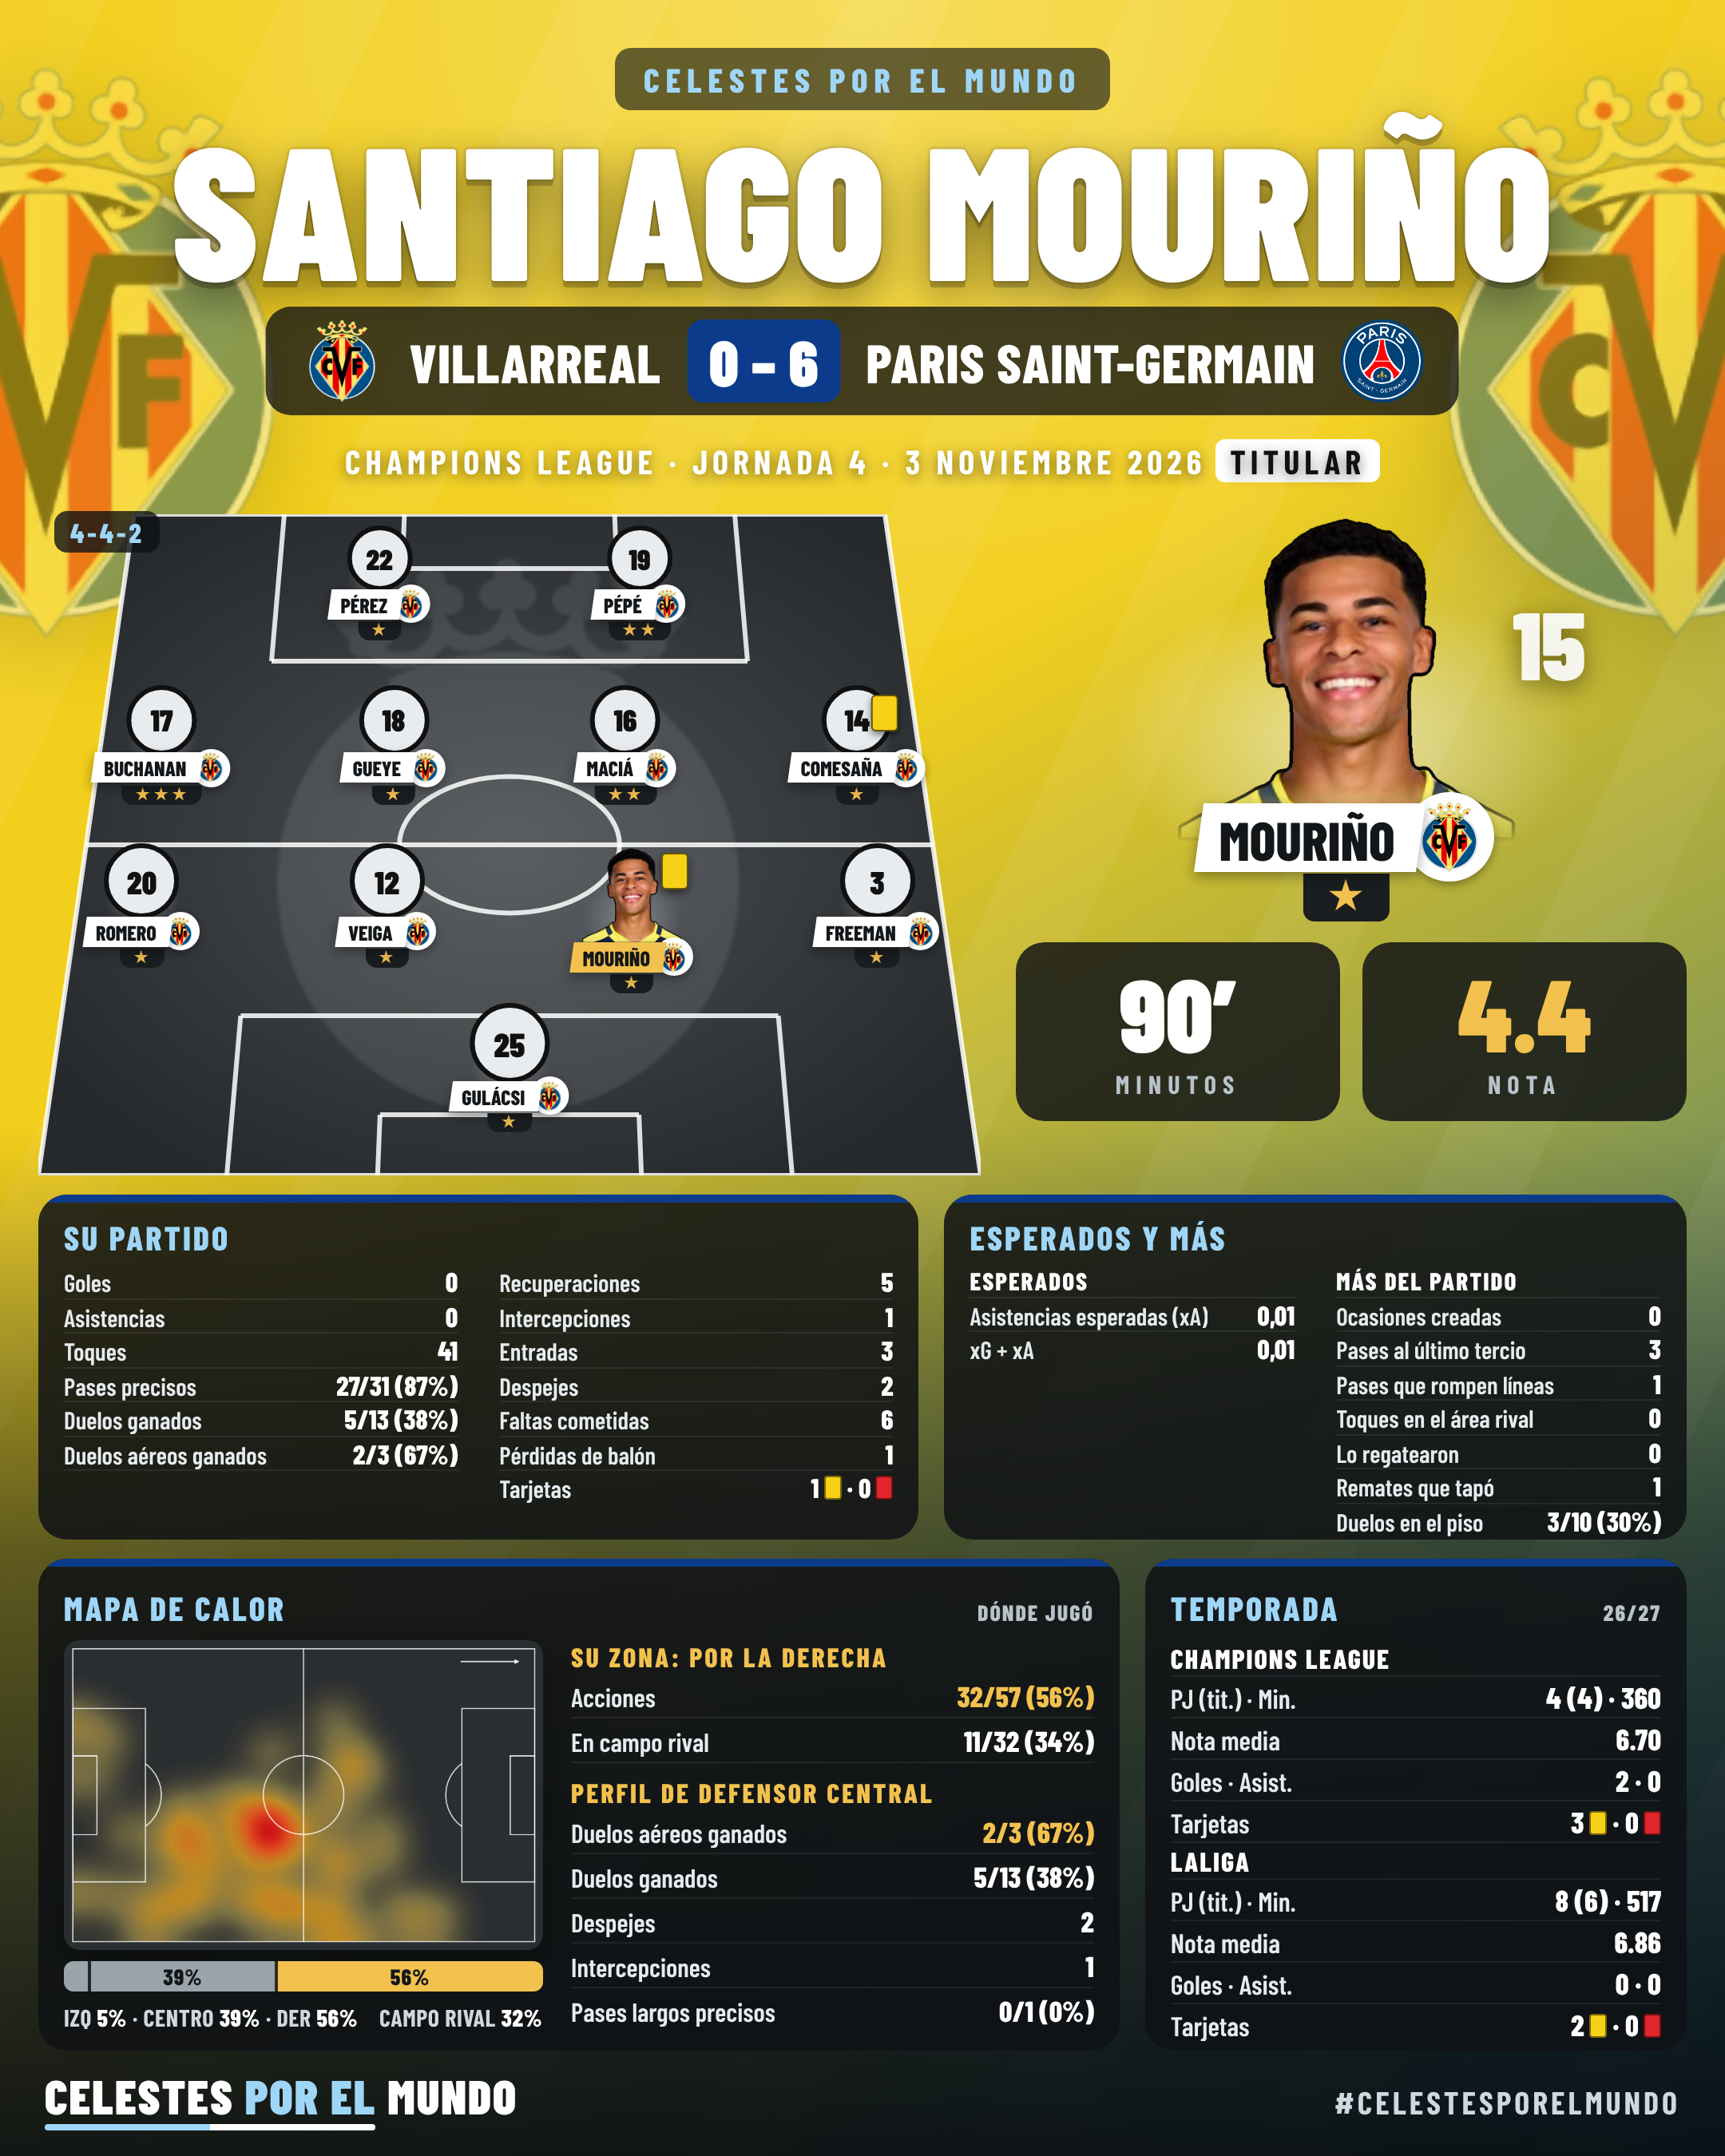 CELESTES POR EL MUNDO
SANTIAGO MOURIÑO
VILLARREAL 0 - 6 PARIS SAINT-GERMAIN
CHAMPIONS LEAGUE · JORNADA 4 · 3 NOVIEMBRE 2026 TITULAR
4-4-2
22 19
PÉREZ PÉPÉ
17 18 16 14
BUCHANAN GUEYE MACIÁ COMESAÑA
20 12 3
ROMERO VEIGA MOURIÑO FREEMAN
25
GULÁCSI
15
MOURIÑO
90’ 4.4
MINUTOS NOTA
SU PARTIDO
Goles 0
Asistencias 0
Toques 41
Pases precisos 27/31 (87%)
Duelos ganados 5/13 (38%)
Duelos aéreos ganados 2/3 (67%)
Recuperaciones 5
Intercepciones 1
Entradas 3
Despejes 2
Faltas cometidas 6
Pérdidas de balón 1
Tarjetas 1 · 0
ESPERADOS Y MÁS
ESPERADOS
Asistencias esperadas (xA) 0,01
xG + xA 0,01
MÁS DEL PARTIDO
Ocasiones creadas 0
Pases al último tercio 3
Pases que rompen líneas 1
Toques en el área rival 0
Lo regatearon 0
Remates que tapó 1
Duelos en el piso 3/10 (30%)
MAPA DE CALOR DÓNDE JUGÓ
39% 56%
IZQ 5% · CENTRO 39% · DER 56% CAMPO RIVAL 32%
SU ZONA: POR LA DERECHA
Acciones 32/57 (56%)
En campo rival 11/32 (34%)
PERFIL DE DEFENSOR CENTRAL
Duelos aéreos ganados 2/3 (67%)
Duelos ganados 5/13 (38%)
Despejes 2
Intercepciones 1
Pases largos precisos 0/1 (0%)
TEMPORADA 26/27
CHAMPIONS LEAGUE
PJ (tit.) · Min. 4 (4) · 360
Nota media 6.70
Goles · Asist. 2 · 0
Tarjetas 3 · 0
LALIGA
PJ (tit.) · Min. 8 (6) · 517
Nota media 6.86
Goles · Asist. 0 · 0
Tarjetas 2 · 0
CELESTES POR EL MUNDO
#CELESTESPORELMUNDO